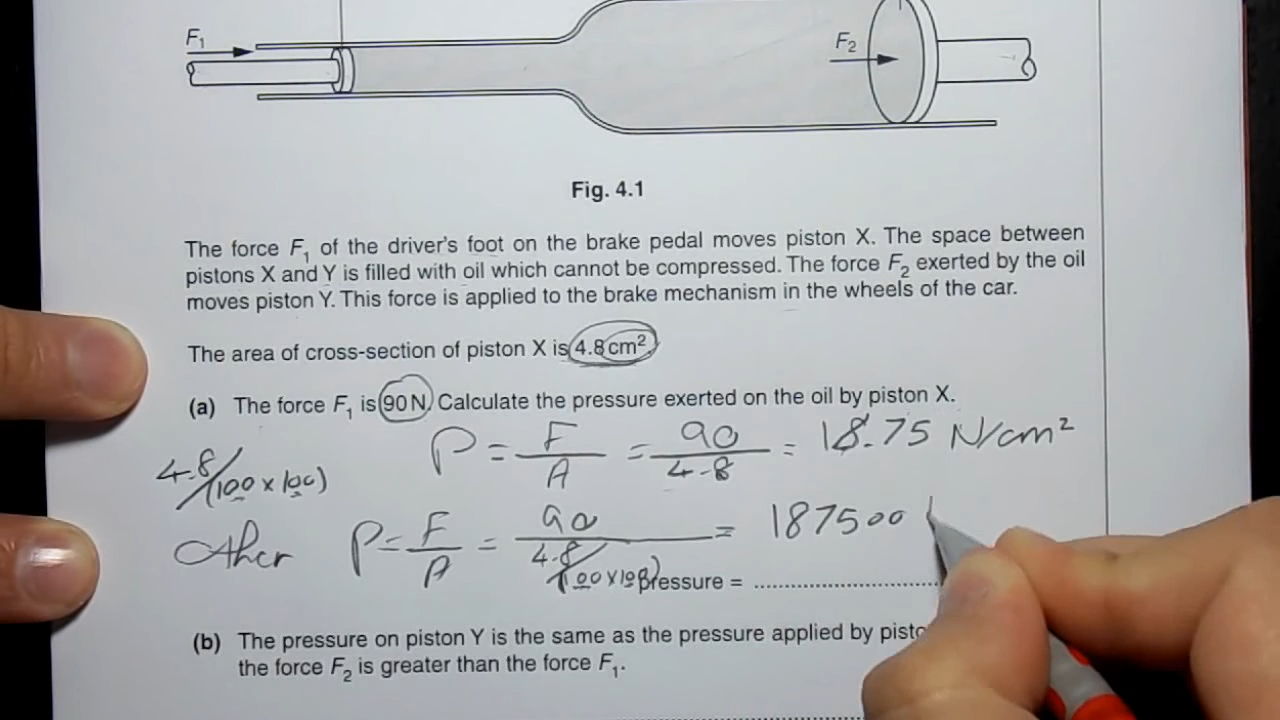 F1
F2
Fig. 4.1
The force F1 of the driver's foot on the brake pedal moves piston X. The space between
pistons X and Y is filled with oil which cannot be compressed. The force F2 exerted by the oil
moves piston Y. This force is applied to the brake mechanism in the wheels of the car.
The area of cross-section of piston X is 4.8 cm²
(a) The force F1 is 90 N. Calculate the pressure exerted on the oil by piston X.
P = F/A = 90/4.8 = 18.75 N/cm²
4.8/(100 x 100)
P = F/A = 90/4.8/(100 x 100) = 187500
pressure = ....................
(b) The pressure on piston Y is the same as the pressure applied by
the force F2 is greater than the force F1.